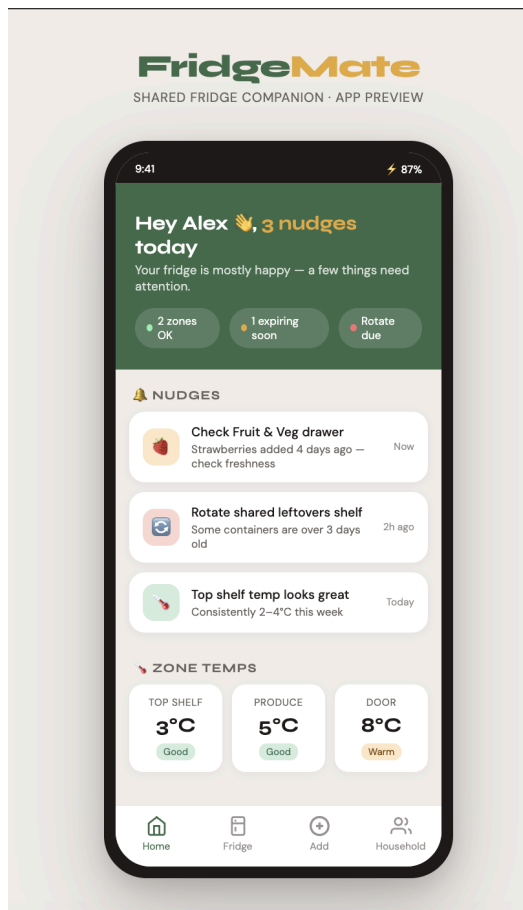 FridgeMate
SHARED FRIDGE COMPANION · APP PREVIEW
9:41
⚡ 87%
Hey Alex 👋, 3 nudges
today
Your fridge is mostly happy — a few things need
attention.
2 zones
OK
1 expiring
soon
Rotate
due
🔔 NUDGES
Check Fruit & Veg drawer
Strawberries added 4 days ago —
check freshness
Now
Rotate shared leftovers shelf
Some containers are over 3 days
old
2h ago
Top shelf temp looks great
Consistently 2–4°C this week
Today
🌡️ ZONE TEMPS
TOP SHELF
3°C
Good
PRODUCE
5°C
Good
DOOR
8°C
Warm
Home
Fridge
Add
Household